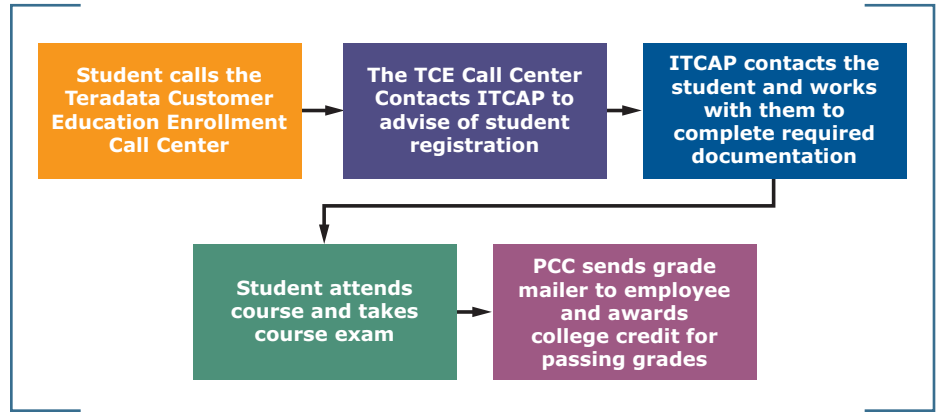 Student calls the
Teradata Customer
Education Enrollment
Call Center
The TCE Call Center
Contacts ITCAP to
advise of student
registration
ITCAP contacts the
student and works
with them to
complete required
documentation
Student attends
course and takes
course exam
PCC sends grade
mailer to employee
and awards
college credit for
passing grades